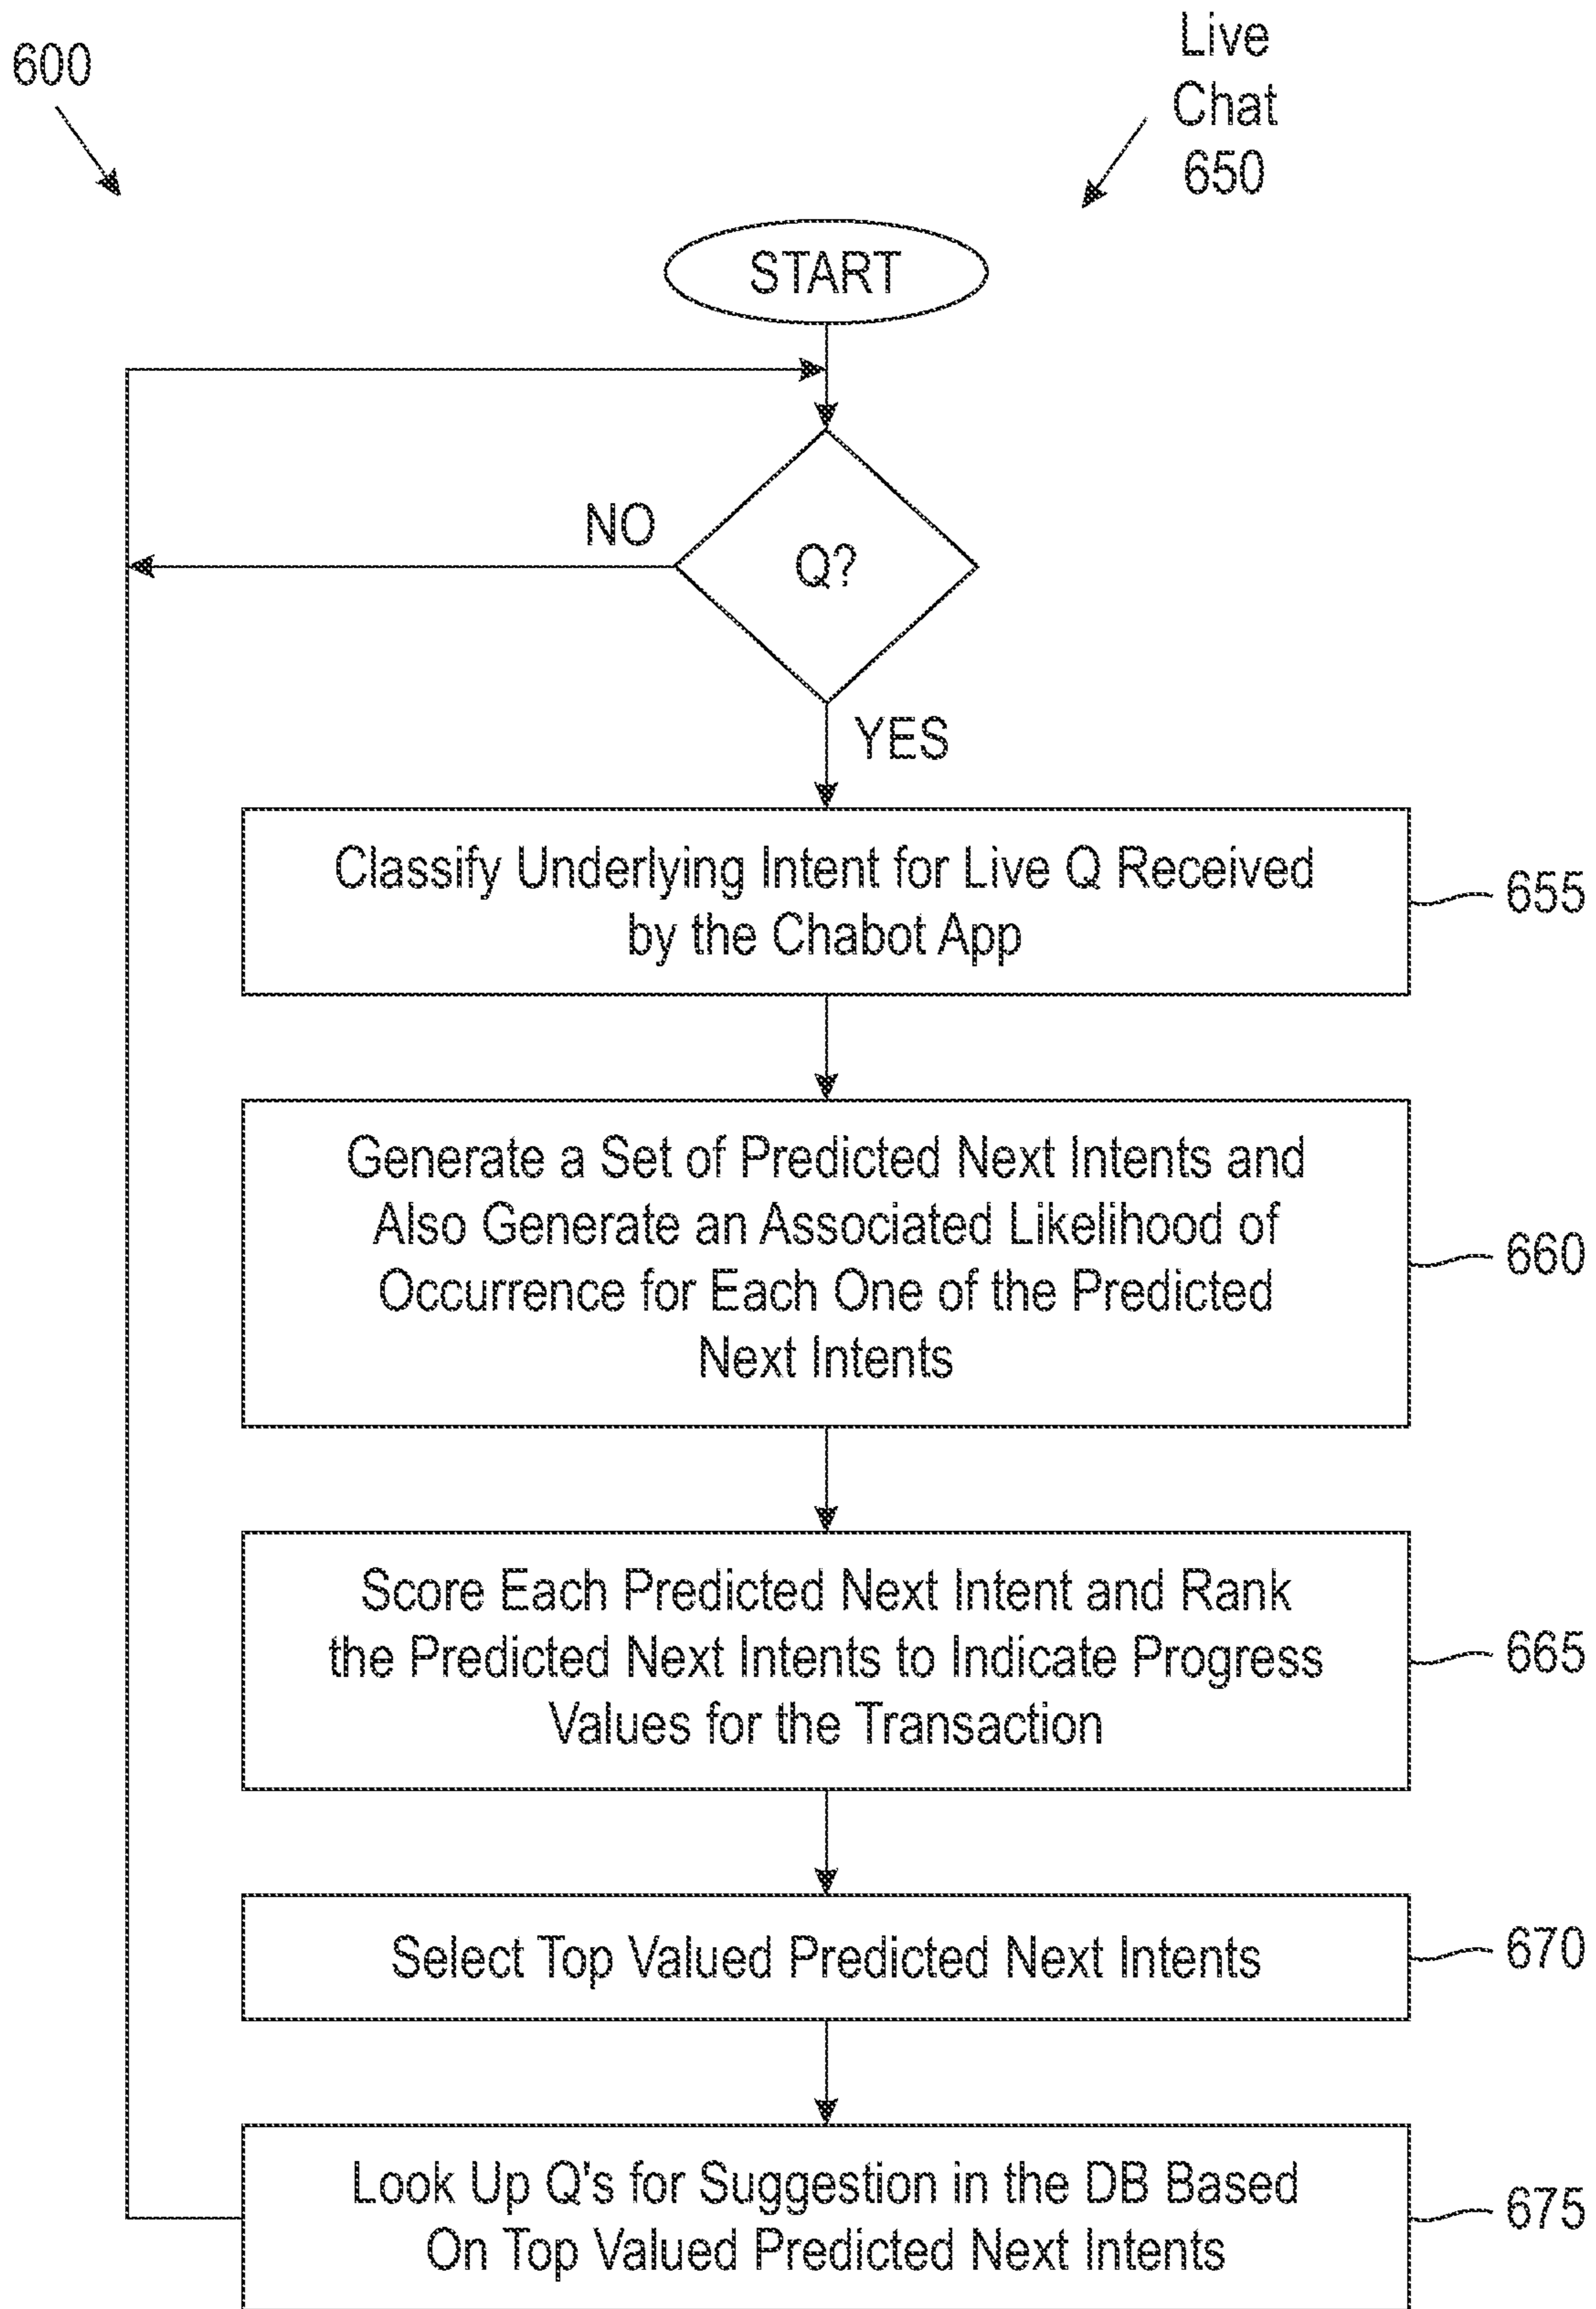 600
Live
Chat
650
START
NO
Q?
YES
Classify Underlying Intent for Live Q Received
by the Chabot App
655
Generate a Set of Predicted Next Intents and
Also Generate an Associated Likelihood of
Occurrence for Each One of the Predicted
Next Intents
660
Score Each Predicted Next Intent and Rank
the Predicted Next Intents to Indicate Progress
Values for the Transaction
665
Select Top Valued Predicted Next Intents
670
Look Up Q's for Suggestion in the DB Based
On Top Valued Predicted Next Intents
675